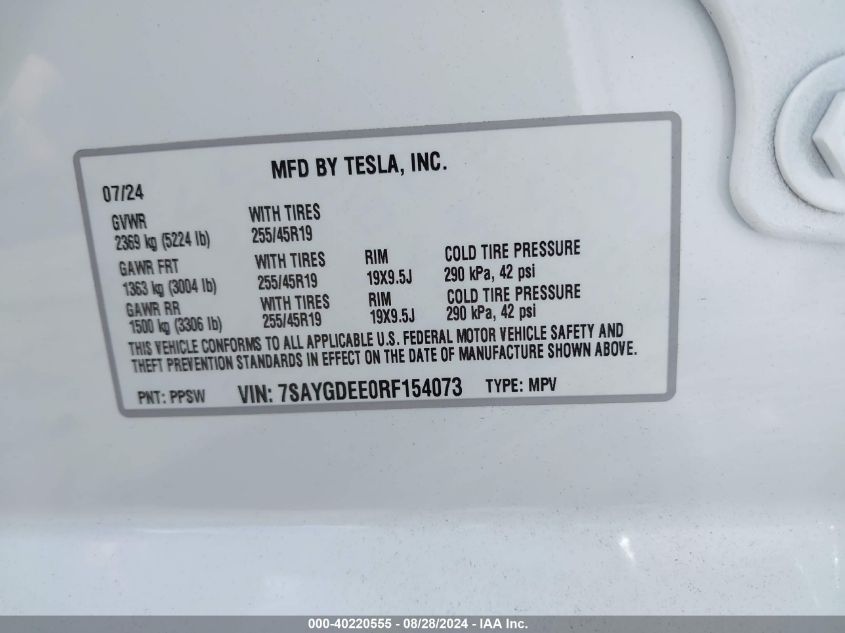 MFD BY TESLA, INC.
07/24
GVWR WITH TIRES
2369 kg (5224 lb) 255/45R19
GAWR FRT WITH TIRES RIM COLD TIRE PRESSURE
1363 kg (3004 lb) 255/45R19 19X9.5J 290 kPa, 42 psi
GAWR RR WITH TIRES RIM COLD TIRE PRESSURE
1500 kg (3306 lb) 255/45R19 19X9.5J 290 kPa, 42 psi
THIS VEHICLE CONFORMS TO ALL APPLICABLE U.S. FEDERAL MOTOR VEHICLE SAFETY AND
THEFT PREVENTION STANDARDS IN EFFECT ON THE DATE OF MANUFACTURE SHOWN ABOVE.
PNT: PPSW VIN: 7SAYGDEE0RF154073 TYPE: MPV
000-40220555 - 08/28/2024 - IAA Inc.